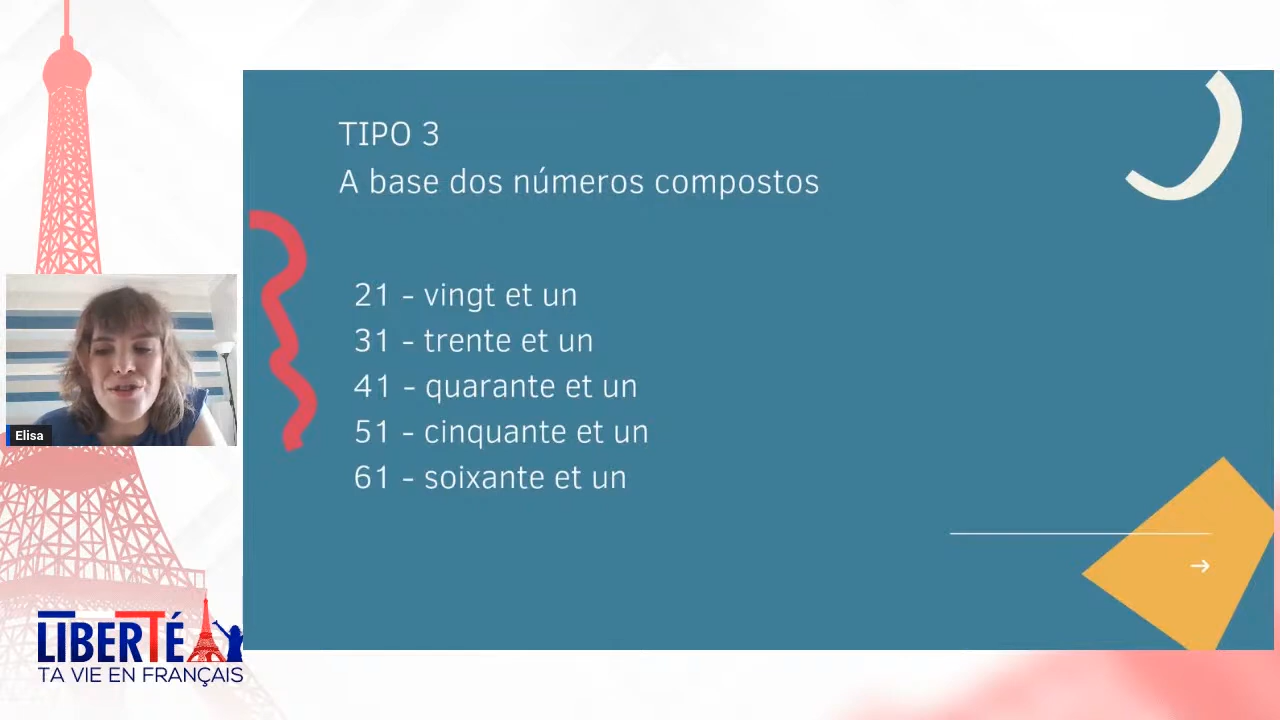 TIPO 3
A base dos números compostos
21 - vingt et un
31 - trente et un
41 - quarante et un
51 - cinquante et un
61 - soixante et un
Elisa
LIBERTÉ
TA VIE EN FRANÇAIS